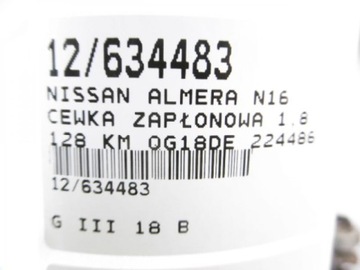 12/634483
NISSAN ALMERA N16
CEWKA ZAPŁONOWA 1.8
128 KM QG18DE 224486
12/634483
G III 18 B